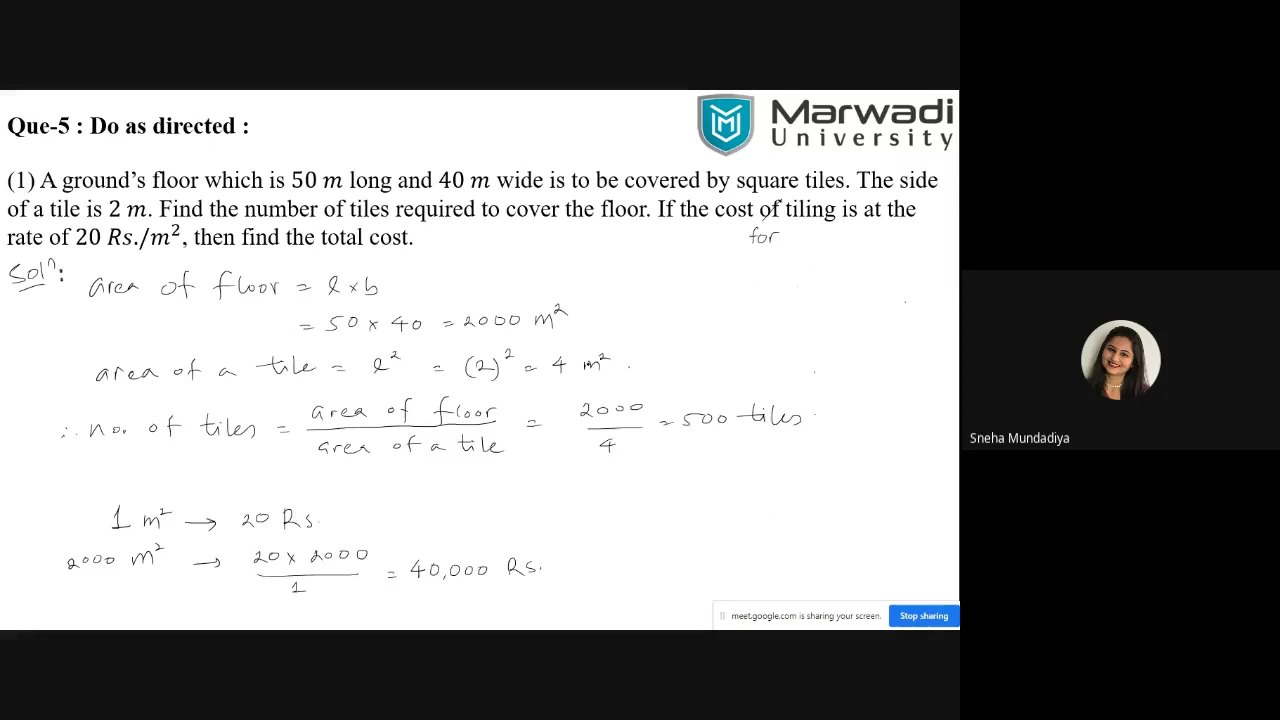 Marwadi
University
Que-5 : Do as directed :
(1) A ground’s floor which is 50 m long and 40 m wide is to be covered by square tiles. The side
of a tile is 2 m. Find the number of tiles required to cover the floor. If the cost of tiling is at the
rate of 20 Rs./m², then find the total cost.
for
Solⁿ:
area of floor = l × b
= 50 × 40 = 2000 m²
area of a tile = l² = (2)² = 4 m².
∴ no. of tiles = area of floor / area of a tile = 2000 / 4 = 500 tiles.
1 m² → 20 Rs.
2000 m² → 20 × 2000 / 1 = 40,000 Rs.
meet.google.com is sharing your screen.
Stop sharing
Sneha Mundadiya